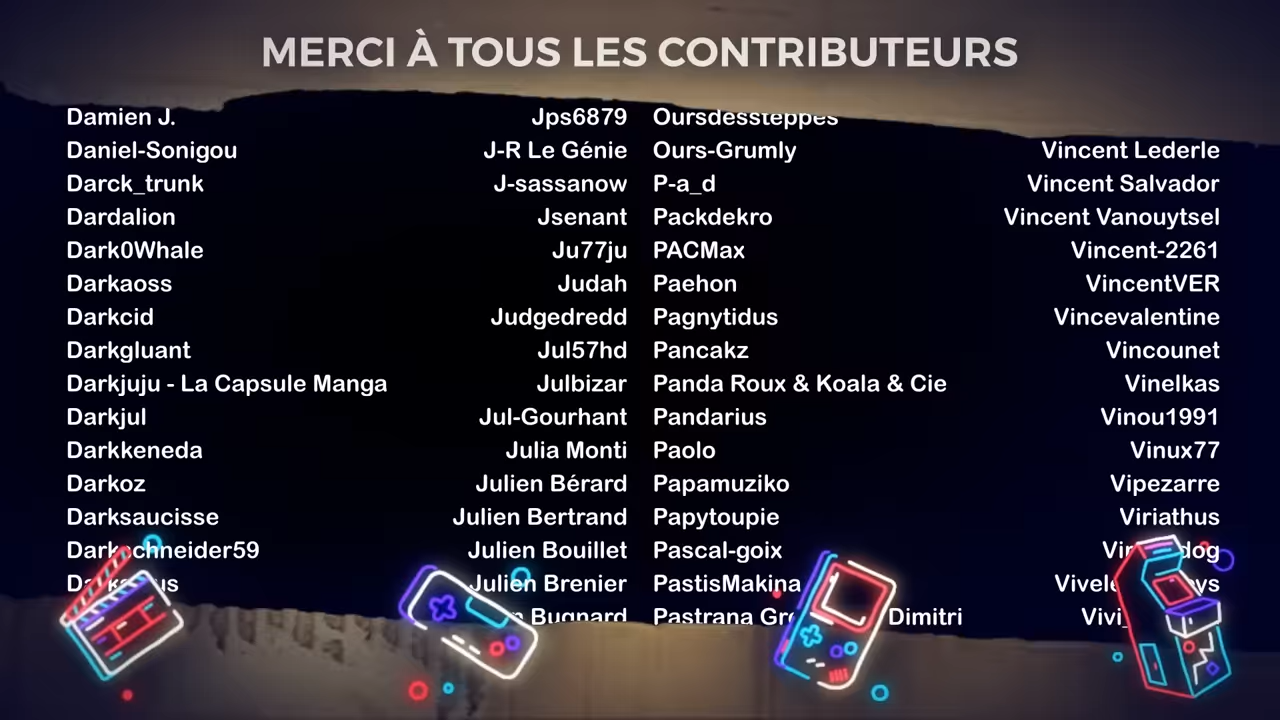 MERCI À TOUS LES CONTRIBUTEURS
Damien J.
Daniel-Sonigou
Darck_trunk
Dardalion
Dark0Whale
Darkaoss
Darkcid
Darkgluant
Darkjuju - La Capsule Manga
Darkjul
Darkkeneda
Darkoz
Darksaucisse
Darkschneider59
Jps6879
J-R Le Génie
J-sassanow
Jsenant
Ju77ju
Judah
Judgedredd
Jul57hd
Julbizar
Jul-Gourhant
Julia Monti
Julien Bérard
Julien Bertrand
Julien Bouillet
Julien Brenier
Bugnard
Oursdessteppes
Ours-Grumly
P-a_d
Packdekro
PACMax
Paehon
Pagnytidus
Pancakz
Panda Roux & Koala & Cie
Pandarius
Paolo
Papamuziko
Papytoupie
Pascal-goix
PastisMakina
Pastrana Dimitri
Vincent Lederle
Vincent Salvador
Vincent Vanouytsel
Vincent-2261
VincentVER
Vincevalentine
Vincounet
Vinelkas
Vinou1991
Vinux77
Vipezarre
Viriathus